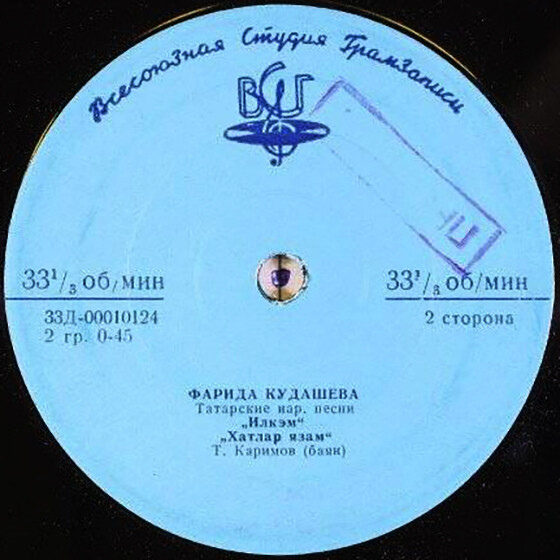 Всесоюзная Студия Грамзаписи
ВСГ
33¹/₃ об/мин
33Д-00010124
2 гр. 0-45
33¹/₃ об/мин
2 сторона
ФАРИДА КУДАШЕВА
Татарские нар. песни
„Илкэм“
„Хатлар язам“
Т. Каримов (баян)